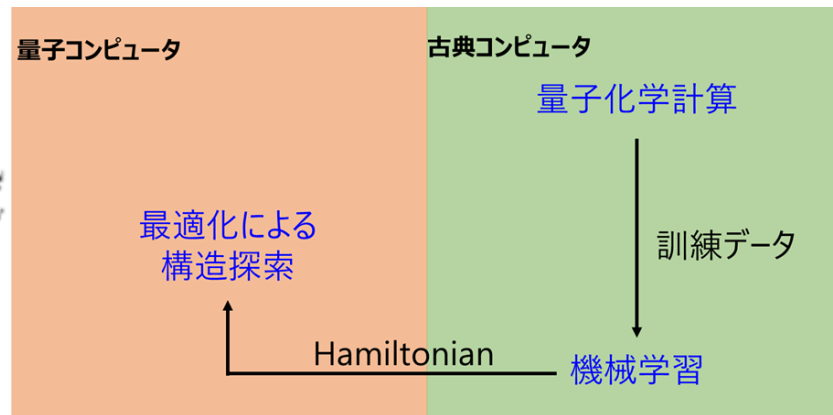 量子コンピュータ
古典コンピュータ
量子化学計算
最適化による
構造探索
訓練データ
Hamiltonian
機械学習